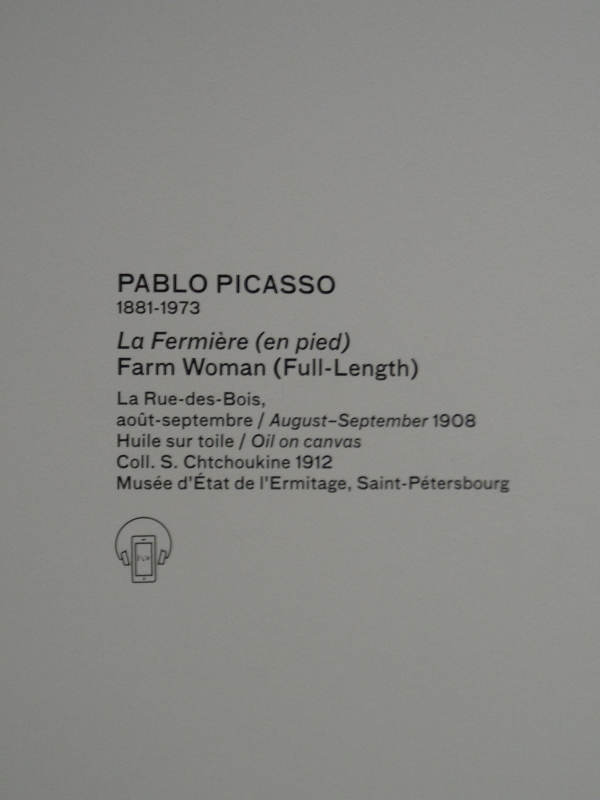 PABLO PICASSO
1881-1973
La Fermière (en pied)
Farm Woman (Full-Length)
La Rue-des-Bois,
août-septembre / August–September 1908
Huile sur toile / Oil on canvas
Coll. S. Chtchoukine 1912
Musée d'État de l'Ermitage, Saint-Pétersbourg
FLV